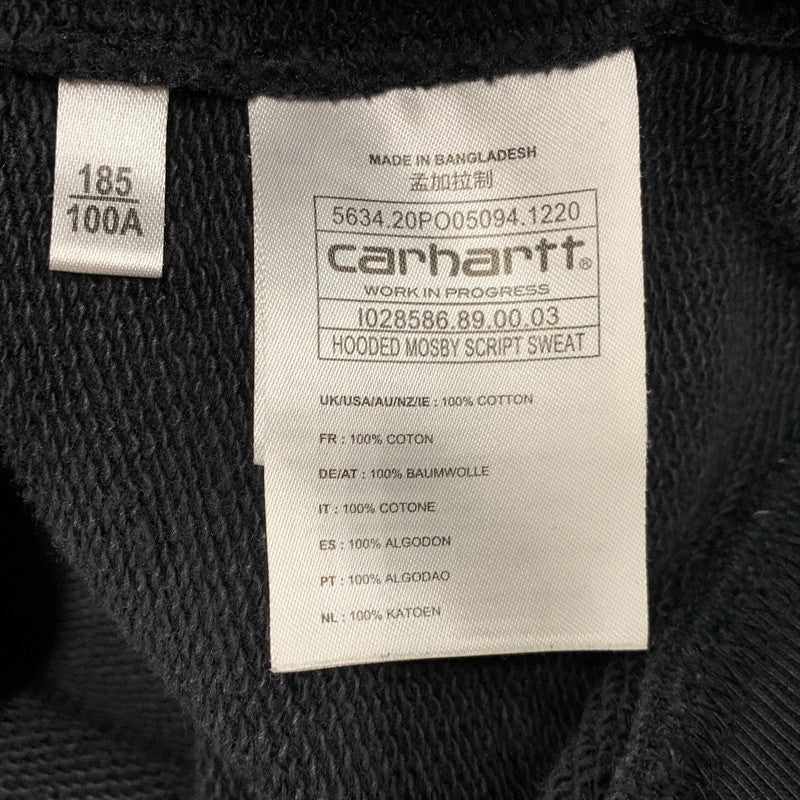 185
100A
MADE IN BANGLADESH
孟加拉制
5634.20PO05094.1220
carhartt®
WORK IN PROGRESS
I028586.89.00.03
HOODED MOSBY SCRIPT SWEAT
UK/USA/AU/NZ/IE : 100% COTTON
FR : 100% COTON
DE/AT : 100% BAUMWOLLE
IT : 100% COTONE
ES : 100% ALGODON
PT : 100% ALGODAO
NL : 100% KATOEN